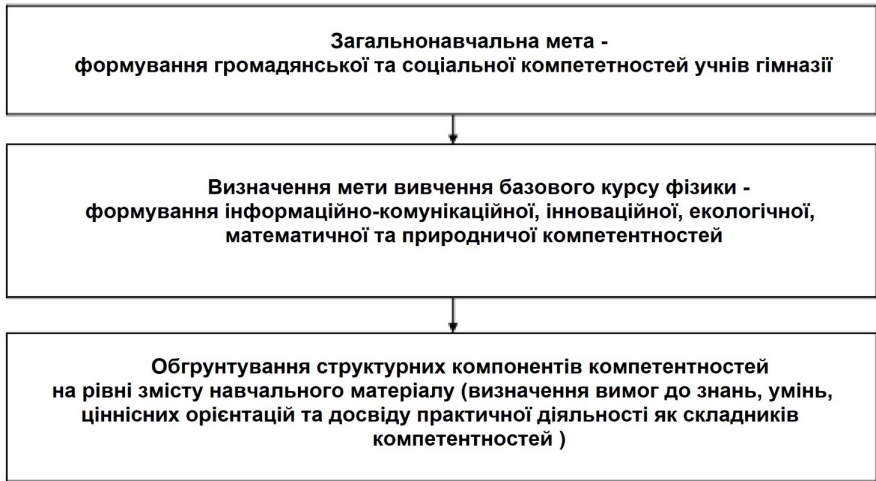 Загальнонавчальна мета -
формування громадянської та соціальної компететностей учнів гімназії
Визначення мети вивчення базового курсу фізики -
формування інформаційно-комунікаційної, інноваційної, екологічної,
математичної та природничої компетентностей
Обгрунтування структурних компонентів компетентностей
на рівні змісту навчального матеріалу (визначення вимог до знань, умінь,
ціннісних орієнтацій та досвіду практичної діяльності як складників
компетентностей )